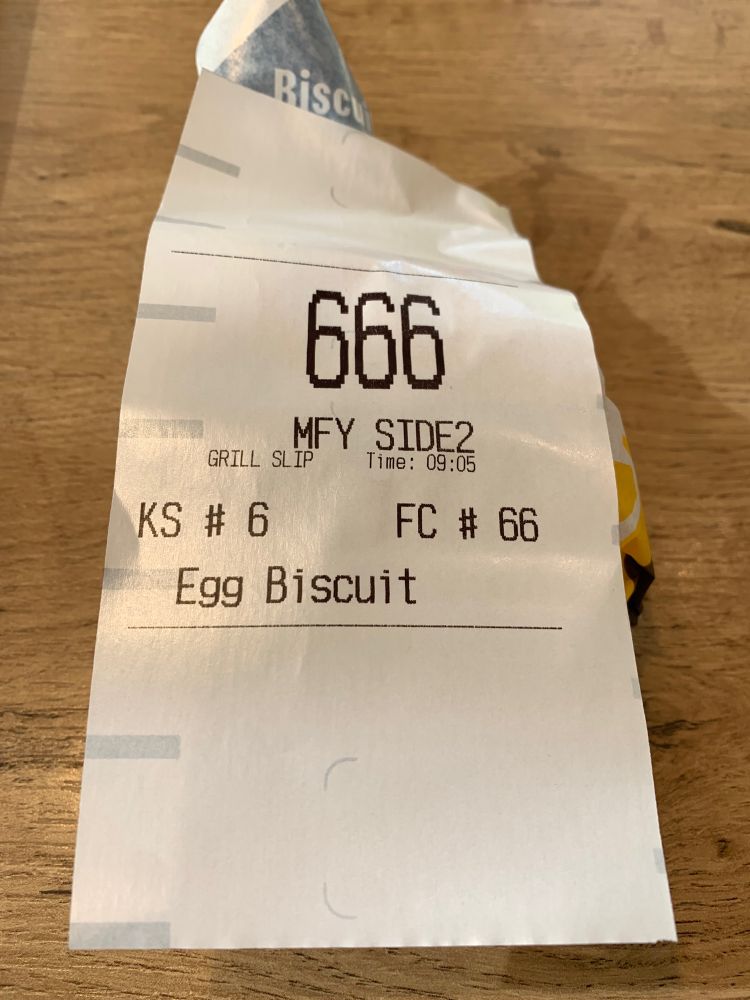 Biscu
666
MFY SIDE2
GRILL SLIP Time: 09:05
KS # 6 FC # 66
Egg Biscuit